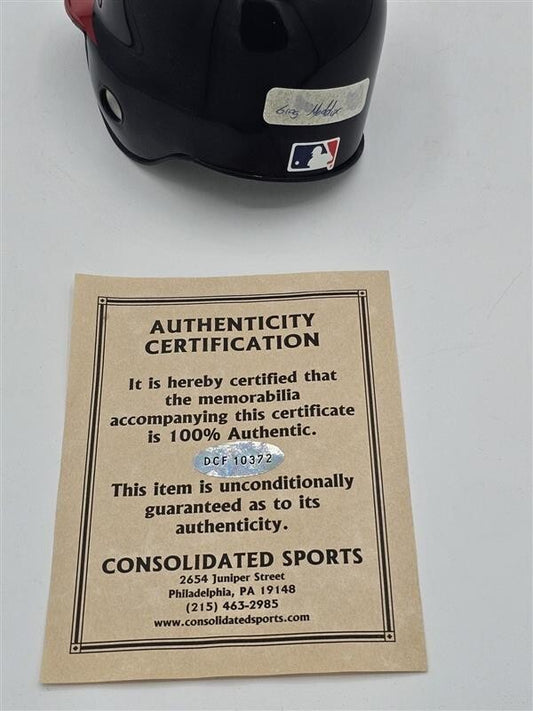 Greg Maddux
AUTHENTICITY
CERTIFICATION
It is hereby certified that
the memorabilia
accompanying this certificate
is 100% Authentic.
DCF 10372
This item is unconditionally
guaranteed as to its
authenticity.
CONSOLIDATED SPORTS
2654 Juniper Street
Philadelphia, PA 19148
(215) 463-2985
www.consolidatedsports.com